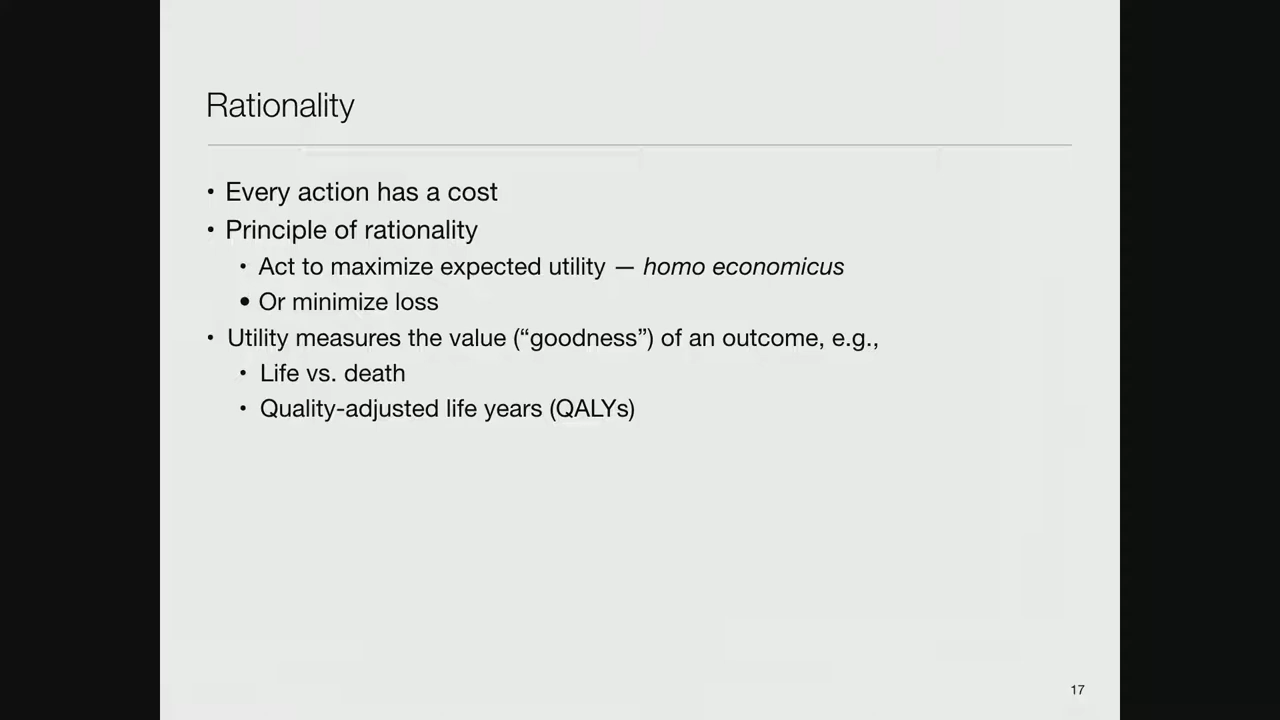 Rationality
• Every action has a cost
• Principle of rationality
• Act to maximize expected utility — homo economicus
• Or minimize loss
• Utility measures the value (“goodness”) of an outcome, e.g.,
• Life vs. death
• Quality-adjusted life years (QALYs)
17